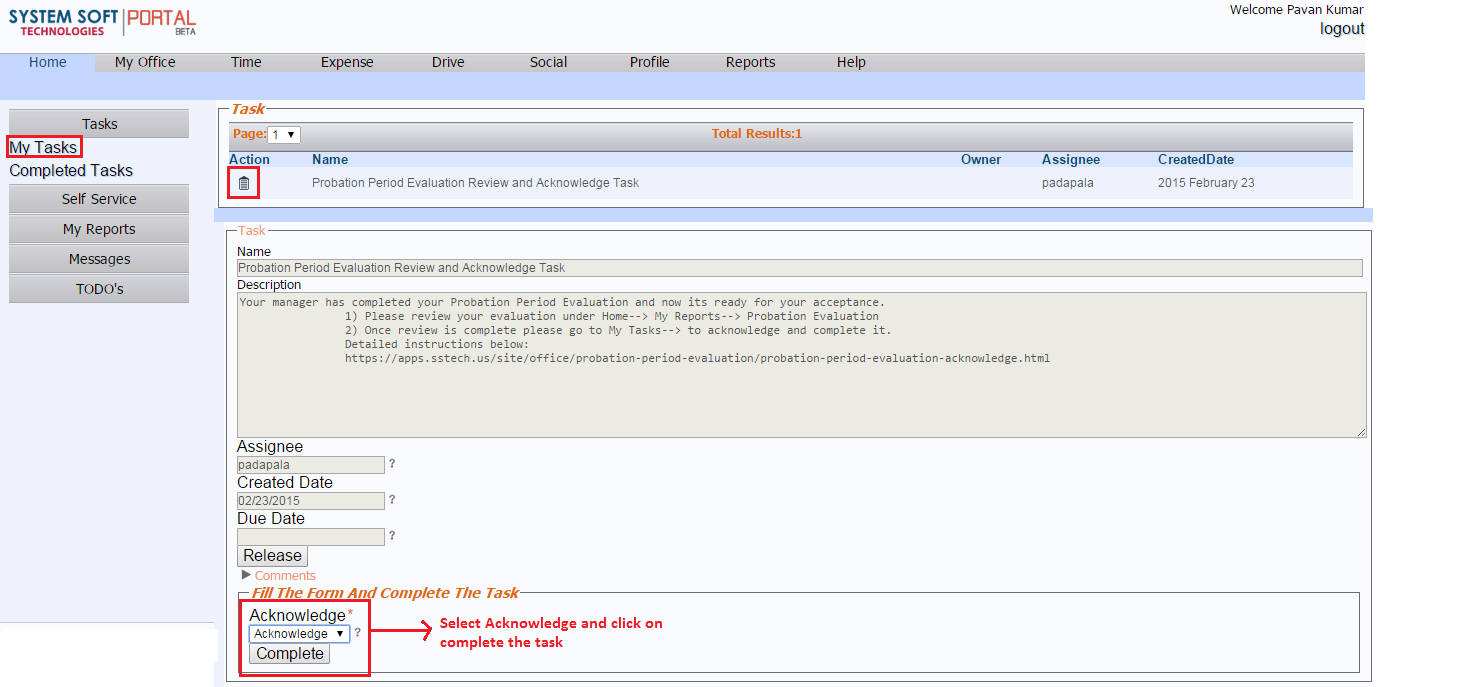 SYSTEM SOFT PORTAL
TECHNOLOGIES BETA
Welcome Pavan Kumar
logout
Home My Office Time Expense Drive Social Profile Reports Help
Tasks
My Tasks
Completed Tasks
Self Service
My Reports
Messages
TODO's
Task
Page: 1 Total Results:1
Action Name Owner Assignee CreatedDate
Probation Period Evaluation Review and Acknowledge Task padapala 2015 February 23
Task
Name
Probation Period Evaluation Review and Acknowledge Task
Description
Your manager has completed your Probation Period Evaluation and now its ready for your acceptance.
1) Please review your evaluation under Home--> My Reports--> Probation Evaluation
2) Once review is complete please go to My Tasks--> to acknowledge and complete it.
Detailed instructions below:
https://apps.sstech.us/site/office/probation-period-evaluation/probation-period-evaluation-acknowledge.html
Assignee
padapala ?
Created Date
02/23/2015 ?
Due Date
?
Release
Comments
Fill The Form And Complete The Task
Acknowledge*
Acknowledge ?
Complete
Select Acknowledge and click on
complete the task